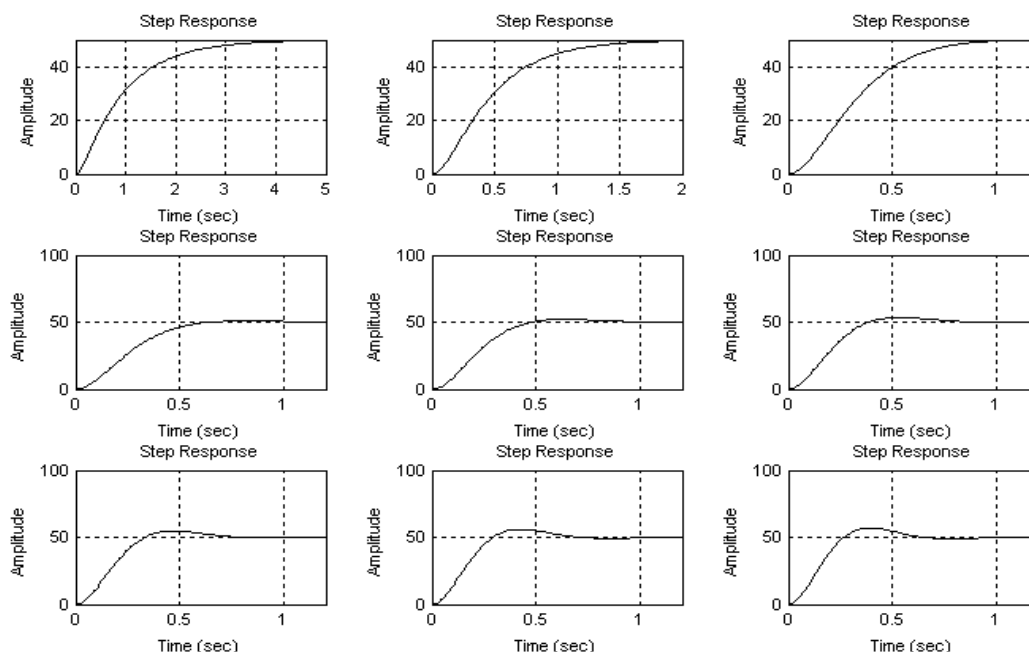 Step Response Step Response Step Response
40 40 40
Amplitude Amplitude Amplitude
20 20 20
0 0 0
0 1 2 3 4 5 0 0.5 1 1.5 2 0 0.5 1
Time (sec) Time (sec) Time (sec)
Step Response Step Response Step Response
100 100 100
Amplitude Amplitude Amplitude
50 50 50
0 0 0
0 0.5 1 0 0.5 1 0 0.5 1
Time (sec) Time (sec) Time (sec)
Step Response Step Response Step Response
100 100 100
Amplitude Amplitude Amplitude
50 50 50
0 0 0
0 0.5 1 0 0.5 1 0 0.5 1
Time (sec) Time (sec) Time (sec)